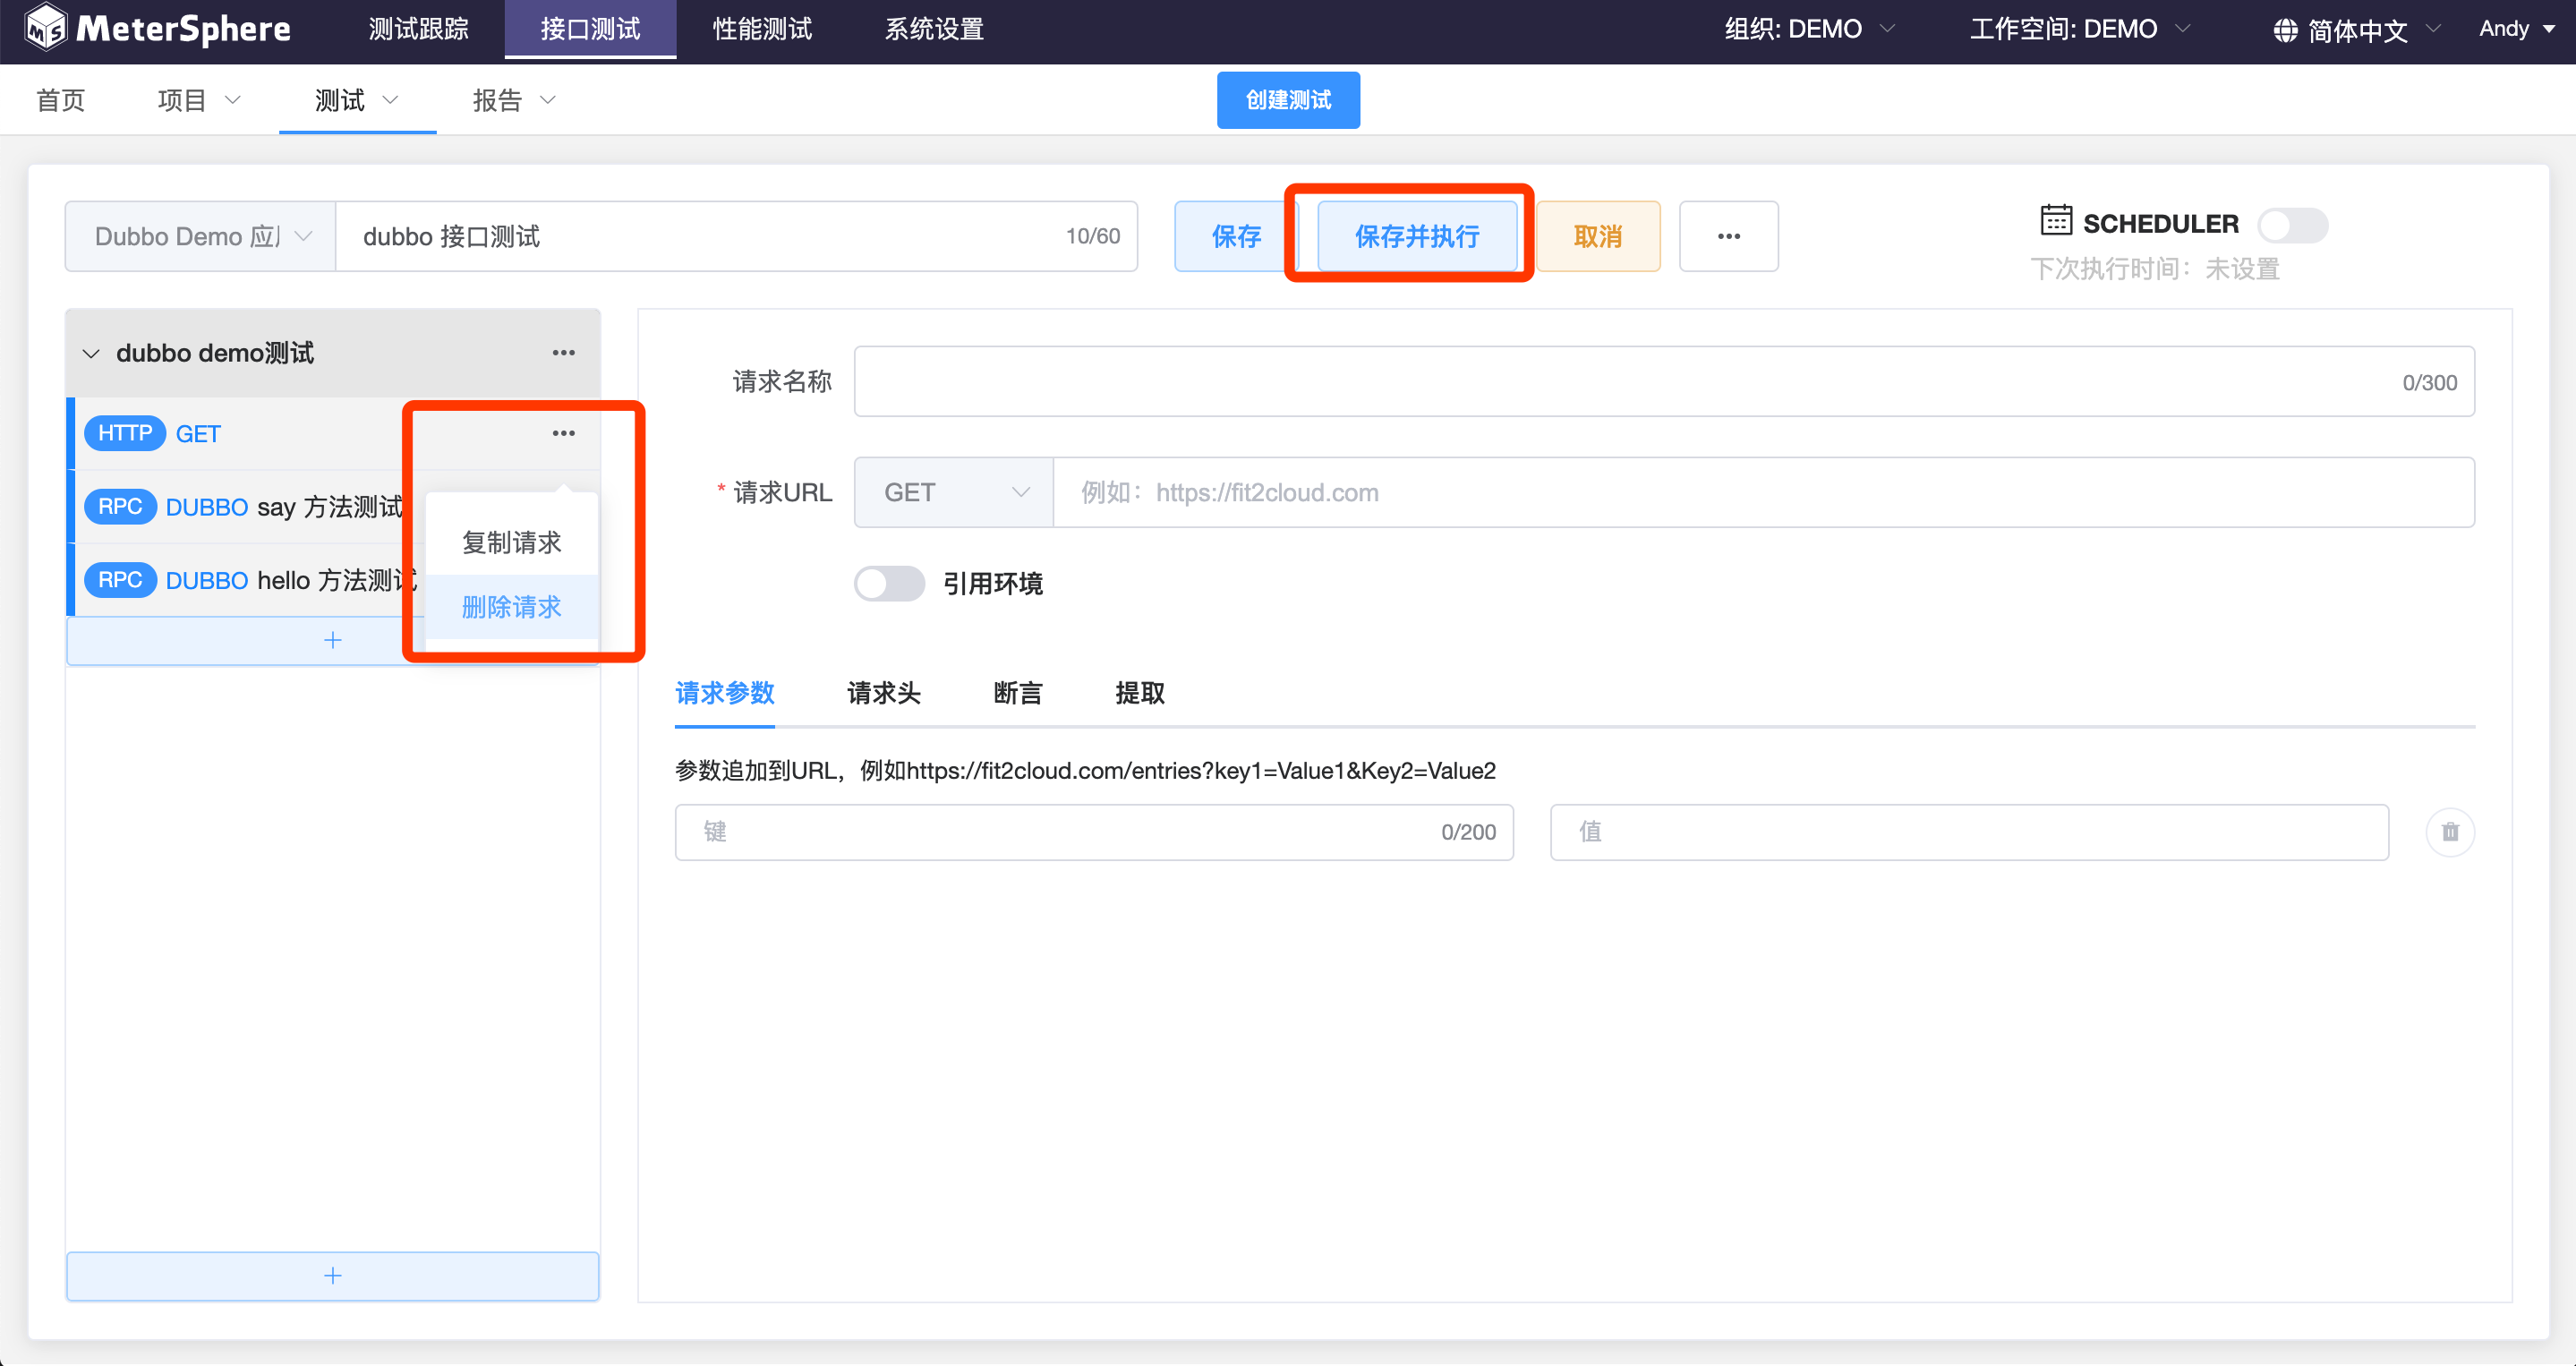 MS MeterSphere 测试跟踪 接口测试 性能测试 系统设置 组织: DEMO 工作空间: DEMO 简体中文 Andy
首页 项目 测试 报告 创建测试
Dubbo Demo 应 dubbo 接口测试 10/60 保存 保存并执行 取消 ••• SCHEDULER
下次执行时间：未设置
dubbo demo测试 •••
HTTP GET •••
RPC DUBBO say 方法测试
RPC DUBBO hello 方法测试
复制请求
删除请求
+
+
请求名称 0/300
* 请求URL GET 例如：https://fit2cloud.com
引用环境
请求参数 请求头 断言 提取
参数追加到URL，例如https://fit2cloud.com/entries?key1=Value1&Key2=Value2
键 0/200 值